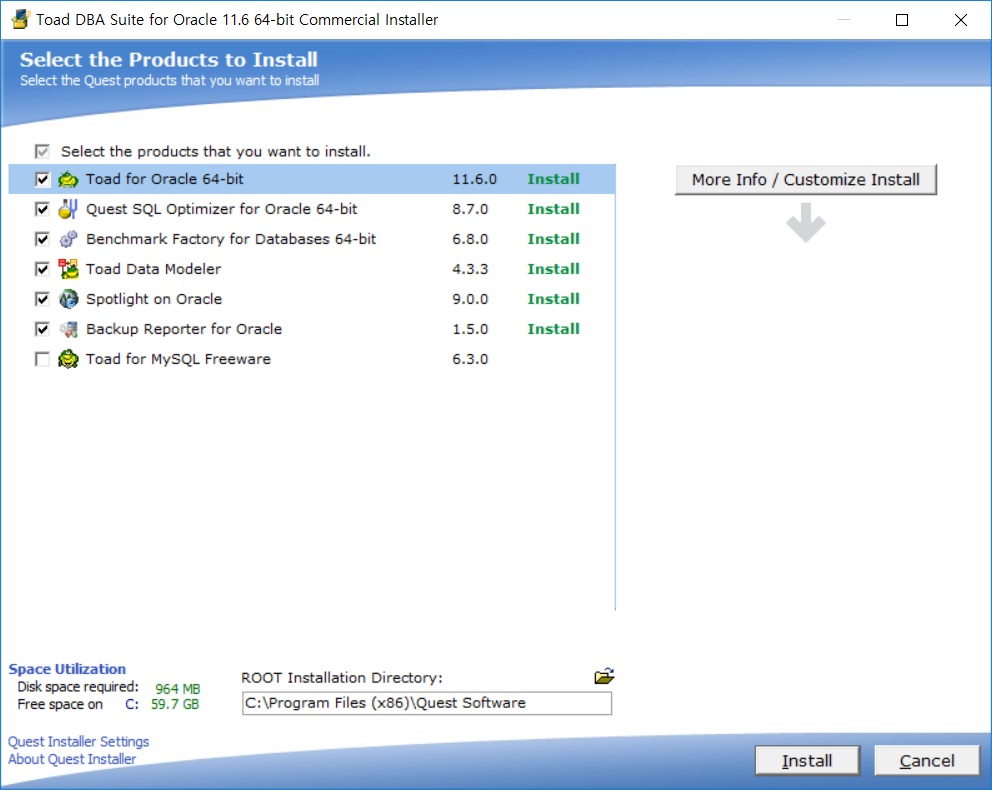 Toad DBA Suite for Oracle 11.6 64-bit Commercial Installer
Select the Products to Install
Select the Quest products that you want to install
Select the products that you want to install.
Toad for Oracle 64-bit 11.6.0 Install
Quest SQL Optimizer for Oracle 64-bit 8.7.0 Install
Benchmark Factory for Databases 64-bit 6.8.0 Install
Toad Data Modeler 4.3.3 Install
Spotlight on Oracle 9.0.0 Install
Backup Reporter for Oracle 1.5.0 Install
Toad for MySQL Freeware 6.3.0
More Info / Customize Install
Space Utilization
Disk space required: 964 MB
Free space on C: 59.7 GB
ROOT Installation Directory:
C:\Program Files (x86)\Quest Software
Quest Installer Settings
About Quest Installer
Install
Cancel